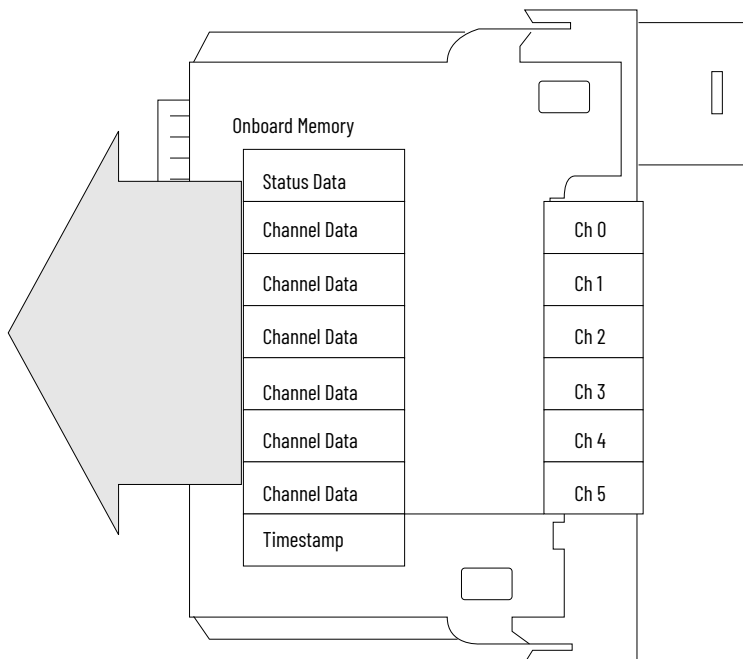 Onboard Memory
Status Data
Channel Data Ch 0
Channel Data Ch 1
Channel Data Ch 2
Channel Data Ch 3
Channel Data Ch 4
Channel Data Ch 5
Timestamp